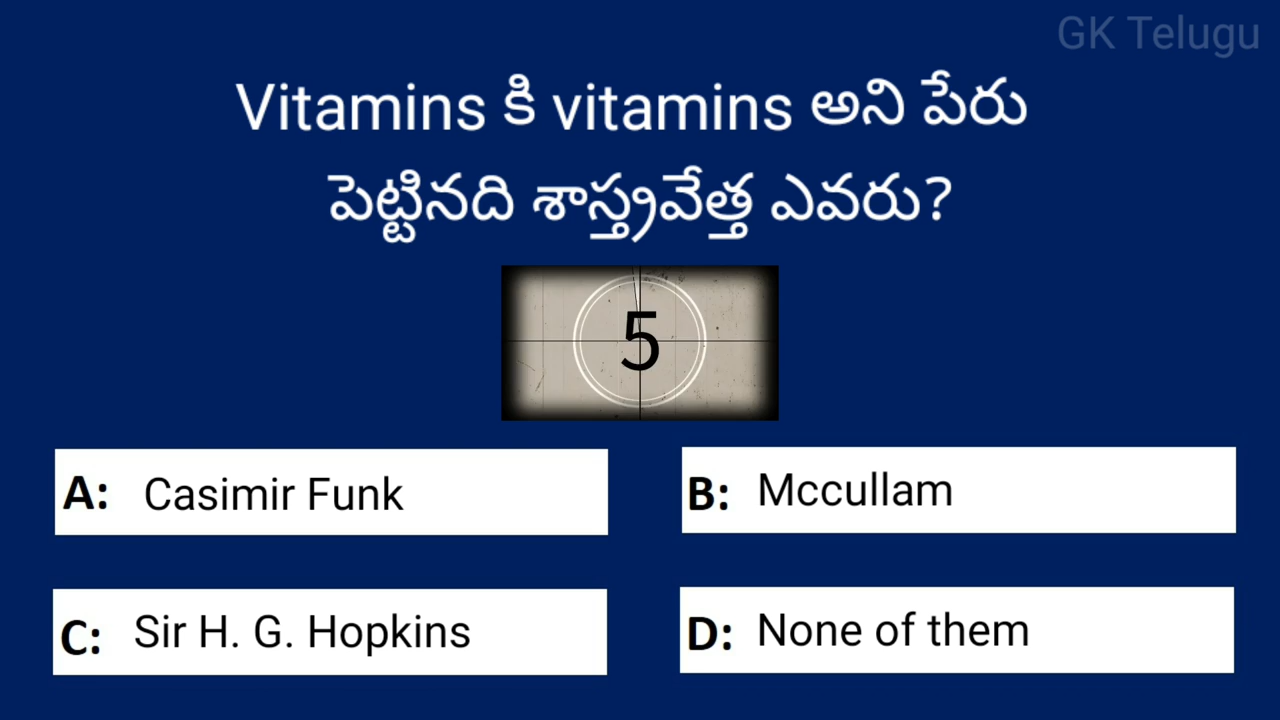 GK Telugu
Vitamins కి vitamins అని పేరు
పెట్టినది శాస్త్రవేత్త ఎవరు?
5
A: Casimir Funk
B: Mccullam
C: Sir H. G. Hopkins
D: None of them